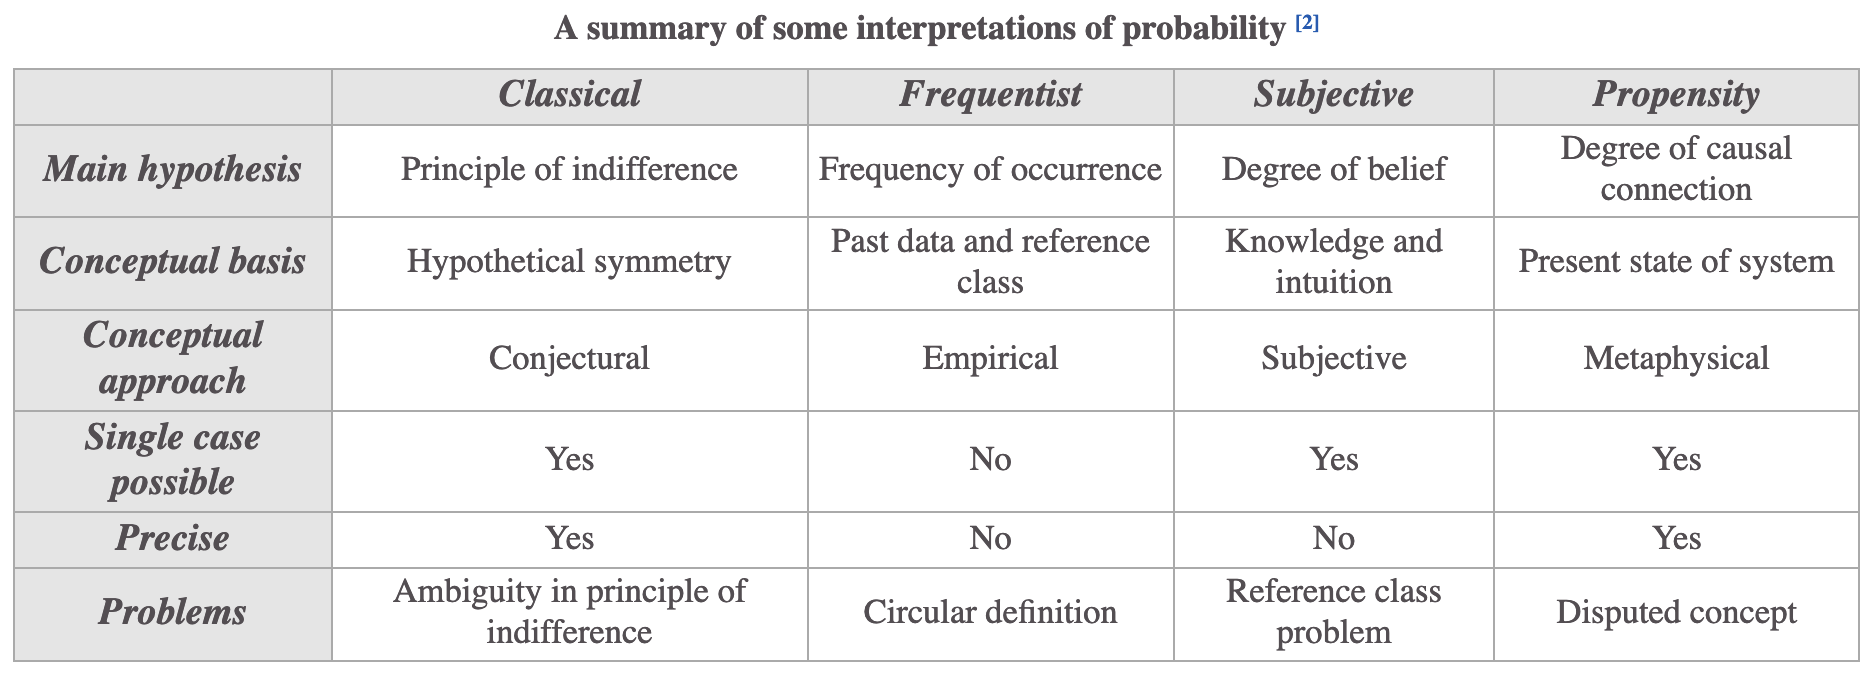 A summary of some interpretations of probability [2]
Classical Frequentist Subjective Propensity
Main hypothesis Principle of indifference Frequency of occurrence Degree of belief Degree of causal connection
Conceptual basis Hypothetical symmetry Past data and reference class Knowledge and intuition Present state of system
Conceptual approach Conjectural Empirical Subjective Metaphysical
Single case possible Yes No Yes Yes
Precise Yes No No Yes
Problems Ambiguity in principle of indifference Circular definition Reference class problem Disputed concept